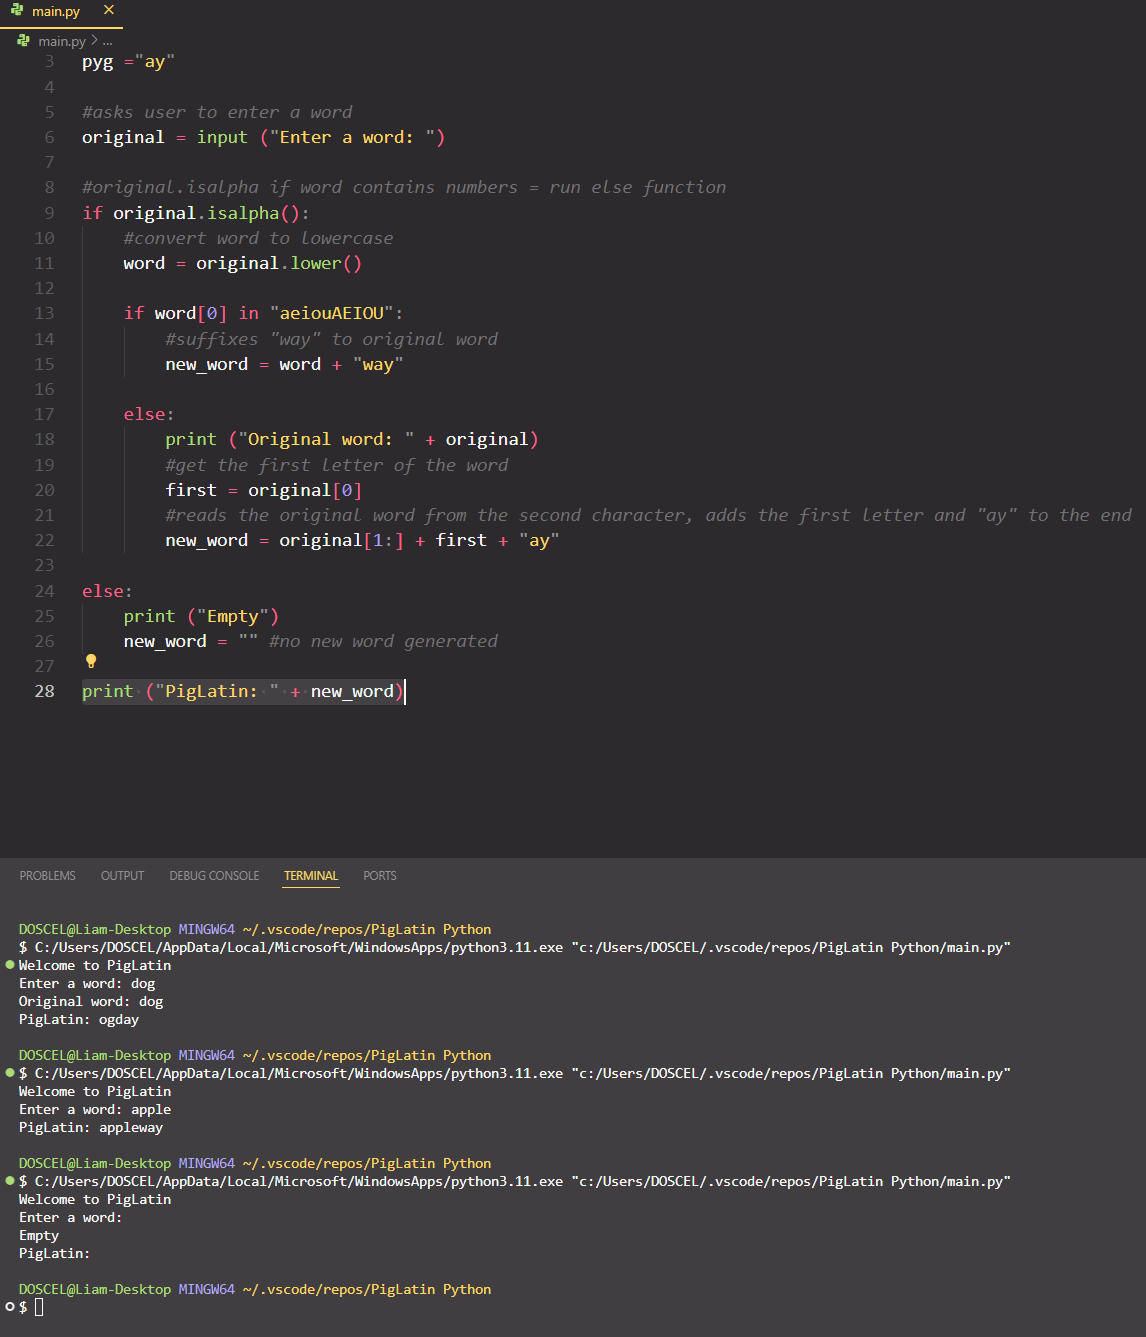 main.py ×
main.py > ...
3 pyg ="ay"
4
5 #asks user to enter a word
6 original = input ("Enter a word: ")
7
8 #original.isalpha if word contains numbers = run else function
9 if original.isalpha():
10 #convert word to lowercase
11 word = original.lower()
12
13 if word[0] in "aeiouAEIOU":
14 #suffixes "way" to original word
15 new_word = word + "way"
16
17 else:
18 print ("Original word: " + original)
19 #get the first letter of the word
20 first = original[0]
21 #reads the original word from the second character, adds the first letter and "ay" to the end
22 new_word = original[1:] + first + "ay"
23
24 else:
25 print ("Empty")
26 new_word = "" #no new word generated
27
28 print ("PigLatin: " + new_word)
PROBLEMS OUTPUT DEBUG CONSOLE TERMINAL PORTS
DOSCEL@Liam-Desktop MINGW64 ~/.vscode/repos/PigLatin Python
$ C:/Users/DOSCEL/AppData/Local/Microsoft/WindowsApps/python3.11.exe "c:/Users/DOSCEL/.vscode/repos/PigLatin Python/main.py"
Welcome to PigLatin
Enter a word: dog
Original word: dog
PigLatin: ogday
DOSCEL@Liam-Desktop MINGW64 ~/.vscode/repos/PigLatin Python
$ C:/Users/DOSCEL/AppData/Local/Microsoft/WindowsApps/python3.11.exe "c:/Users/DOSCEL/.vscode/repos/PigLatin Python/main.py"
Welcome to PigLatin
Enter a word: apple
PigLatin: appleway
DOSCEL@Liam-Desktop MINGW64 ~/.vscode/repos/PigLatin Python
$ C:/Users/DOSCEL/AppData/Local/Microsoft/WindowsApps/python3.11.exe "c:/Users/DOSCEL/.vscode/repos/PigLatin Python/main.py"
Welcome to PigLatin
Enter a word:
Empty
PigLatin:
DOSCEL@Liam-Desktop MINGW64 ~/.vscode/repos/PigLatin Python
$